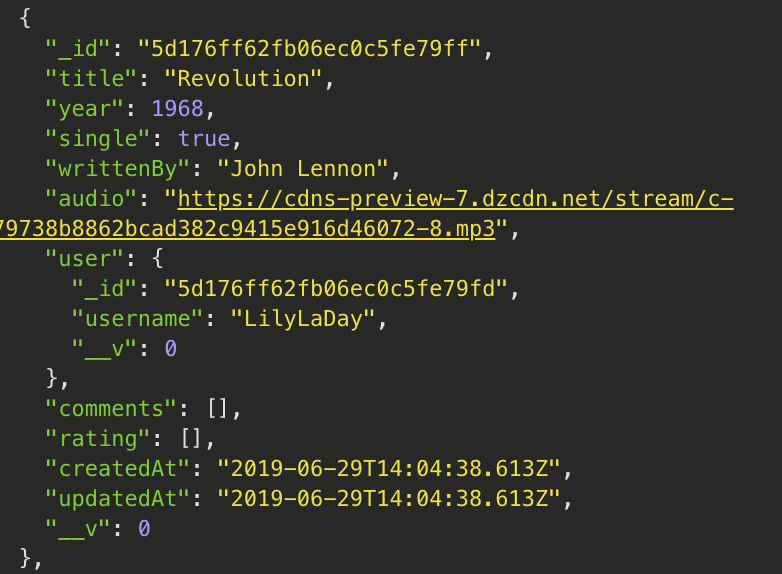 {
"_id": "5d176ff62fb06ec0c5fe79ff",
"title": "Revolution",
"year": 1968,
"single": true,
"writtenBy": "John Lennon",
"audio": "https://cdns-preview-7.dzcdn.net/stream/c-
79738b8862bcad382c9415e916d46072-8.mp3",
"user": {
"_id": "5d176ff62fb06ec0c5fe79fd",
"username": "LilyLaDay",
"__v": 0
},
"comments": [],
"rating": [],
"createdAt": "2019-06-29T14:04:38.613Z",
"updatedAt": "2019-06-29T14:04:38.613Z",
"__v": 0
},